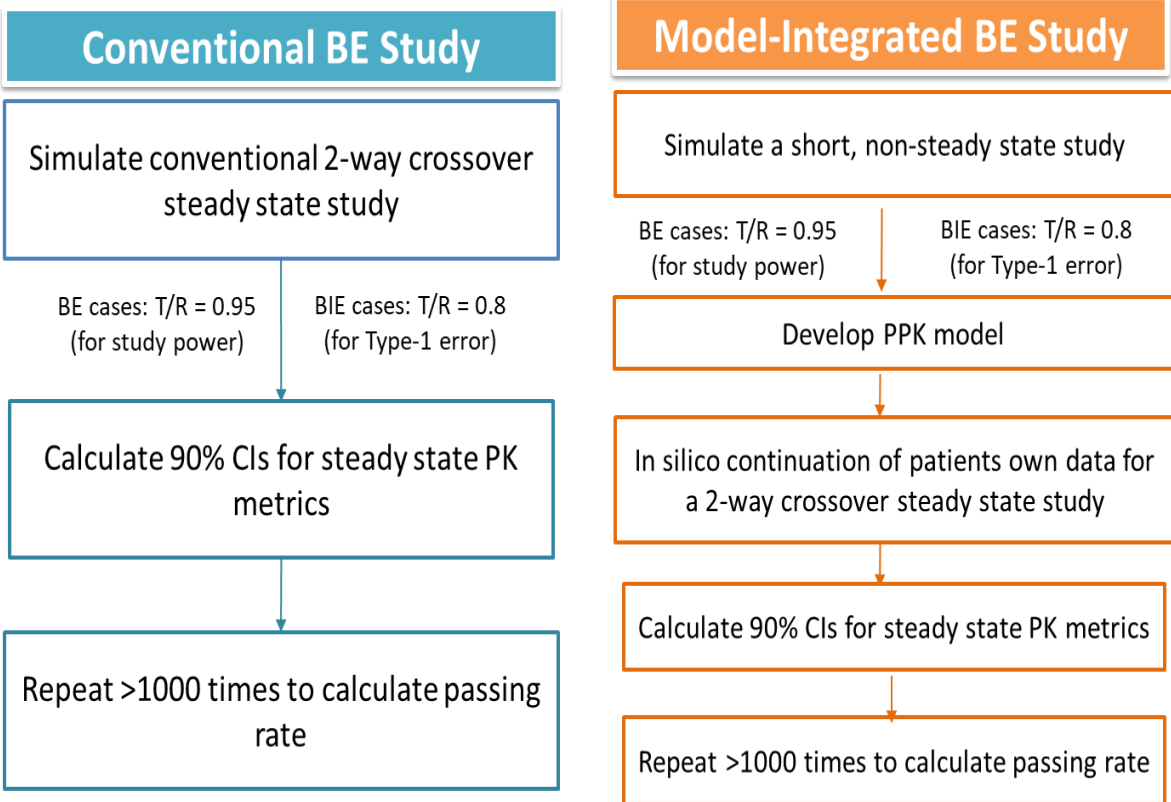 Conventional BE Study
Simulate conventional 2-way crossover
steady state study
BE cases: T/R = 0.95
(for study power)
BIE cases: T/R = 0.8
(for Type-1 error)
Calculate 90% CIs for steady state PK
metrics
Repeat >1000 times to calculate passing
rate
Model-Integrated BE Study
Simulate a short, non-steady state study
BE cases: T/R = 0.95
(for study power)
BIE cases: T/R = 0.8
(for Type-1 error)
Develop PPK model
In silico continuation of patients own data for
a 2-way crossover steady state study
Calculate 90% CIs for steady state PK metrics
Repeat >1000 times to calculate passing rate